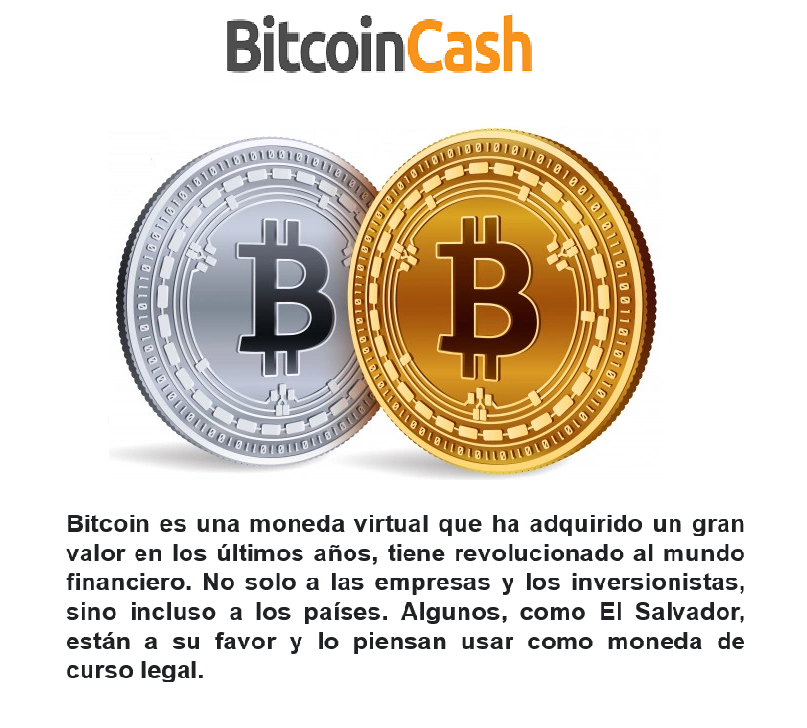 BitcoinCash
Bitcoin es una moneda virtual que ha adquirido un gran
valor en los últimos años, tiene revolucionado al mundo
financiero. No solo a las empresas y los inversionistas,
sino incluso a los países. Algunos, como El Salvador,
están a su favor y lo piensan usar como moneda de
curso legal.